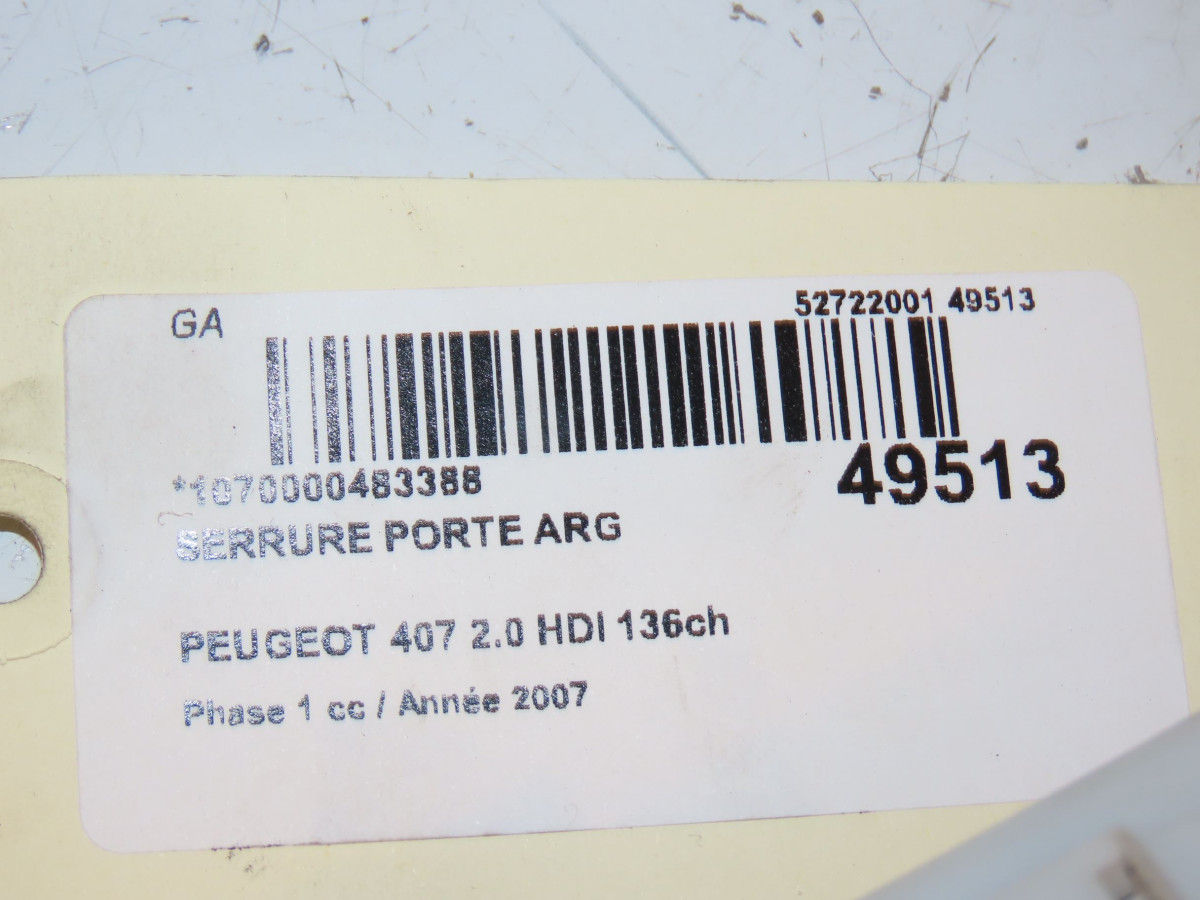 GA
52722001 49513
*1070000483388
49513
SERRURE PORTE ARG
PEUGEOT 407 2.0 HDI 136ch
Phase 1 cc / Année 2007